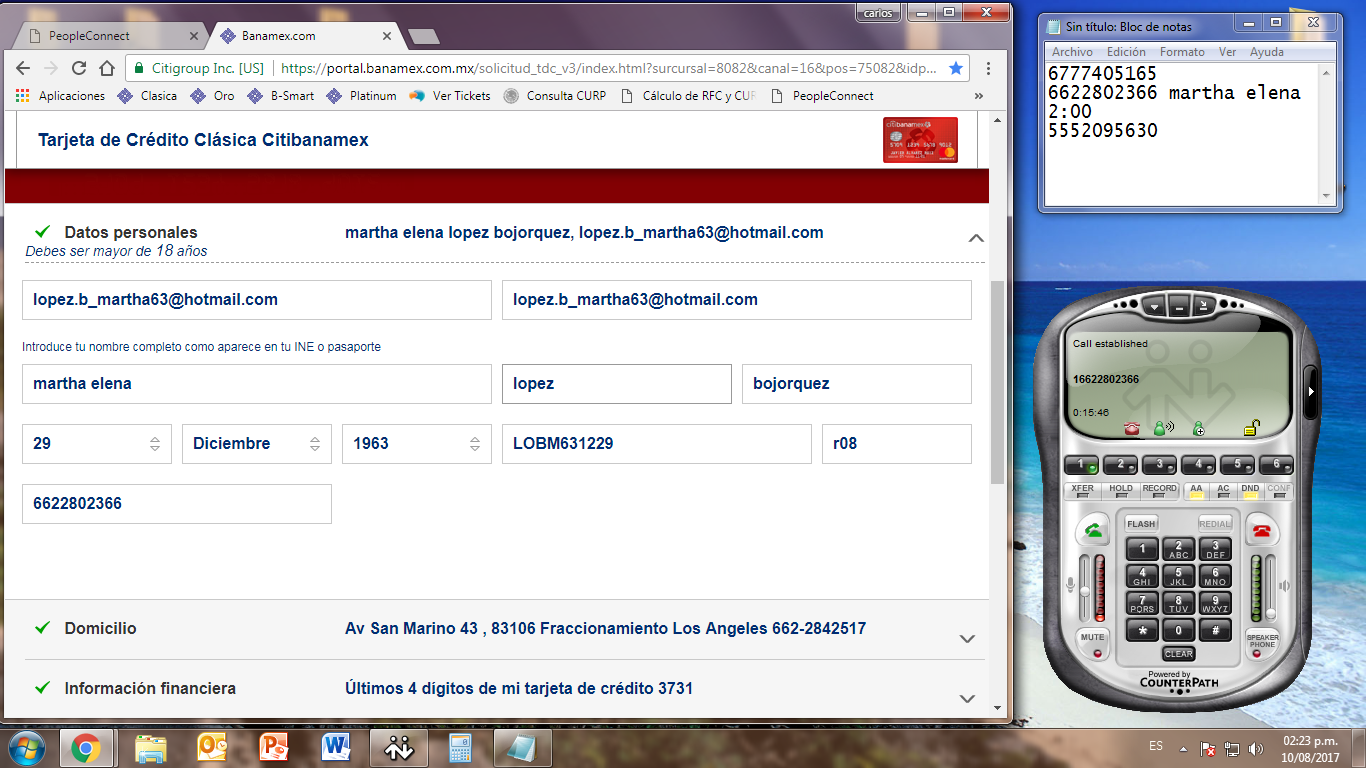 carlos
PeopleConnect
Banamex.com
Citigroup Inc. [US]
https://portal.banamex.com.mx/solicitud_tdc_v3/index.html?surcursal=8082&canal=16&pos=75082&idp...
Aplicaciones Clasica Oro B-Smart Platinum Ver Tickets Consulta CURP Cálculo de RFC y CUR PeopleConnect »
Tarjeta de Crédito Clásica Citibanamex
citibanamex
Datos personales martha elena lopez bojorquez, lopez.b_martha63@hotmail.com
Debes ser mayor de 18 años
lopez.b_martha63@hotmail.com lopez.b_martha63@hotmail.com
Introduce tu nombre completo como aparece en tu INE o pasaporte
martha elena lopez bojorquez
29 Diciembre 1963 LOBM631229 r08
6622802366
Domicilio Av San Marino 43 , 83106 Fraccionamiento Los Angeles 662-2842517
Información financiera Últimos 4 dígitos de mi tarjeta de crédito 3731
Sin título: Bloc de notas
Archivo Edición Formato Ver Ayuda
6777405165
6622802366 martha elena
2:00
5552095630
Call established
16622802366
0:15:46
1 2 3 4 5 6
XFER HOLD RECORD AA AC DND CONF
FLASH REDIAL
1 2 ABC 3 DEF
4 GHI 5 JKL 6 MNO
7 PQRS 8 TUV 9 WXYZ
* 0 #
MUTE CLEAR SPEAKER PHONE
Powered by
COUNTERPATH
ES
02:23 p.m.
10/08/2017